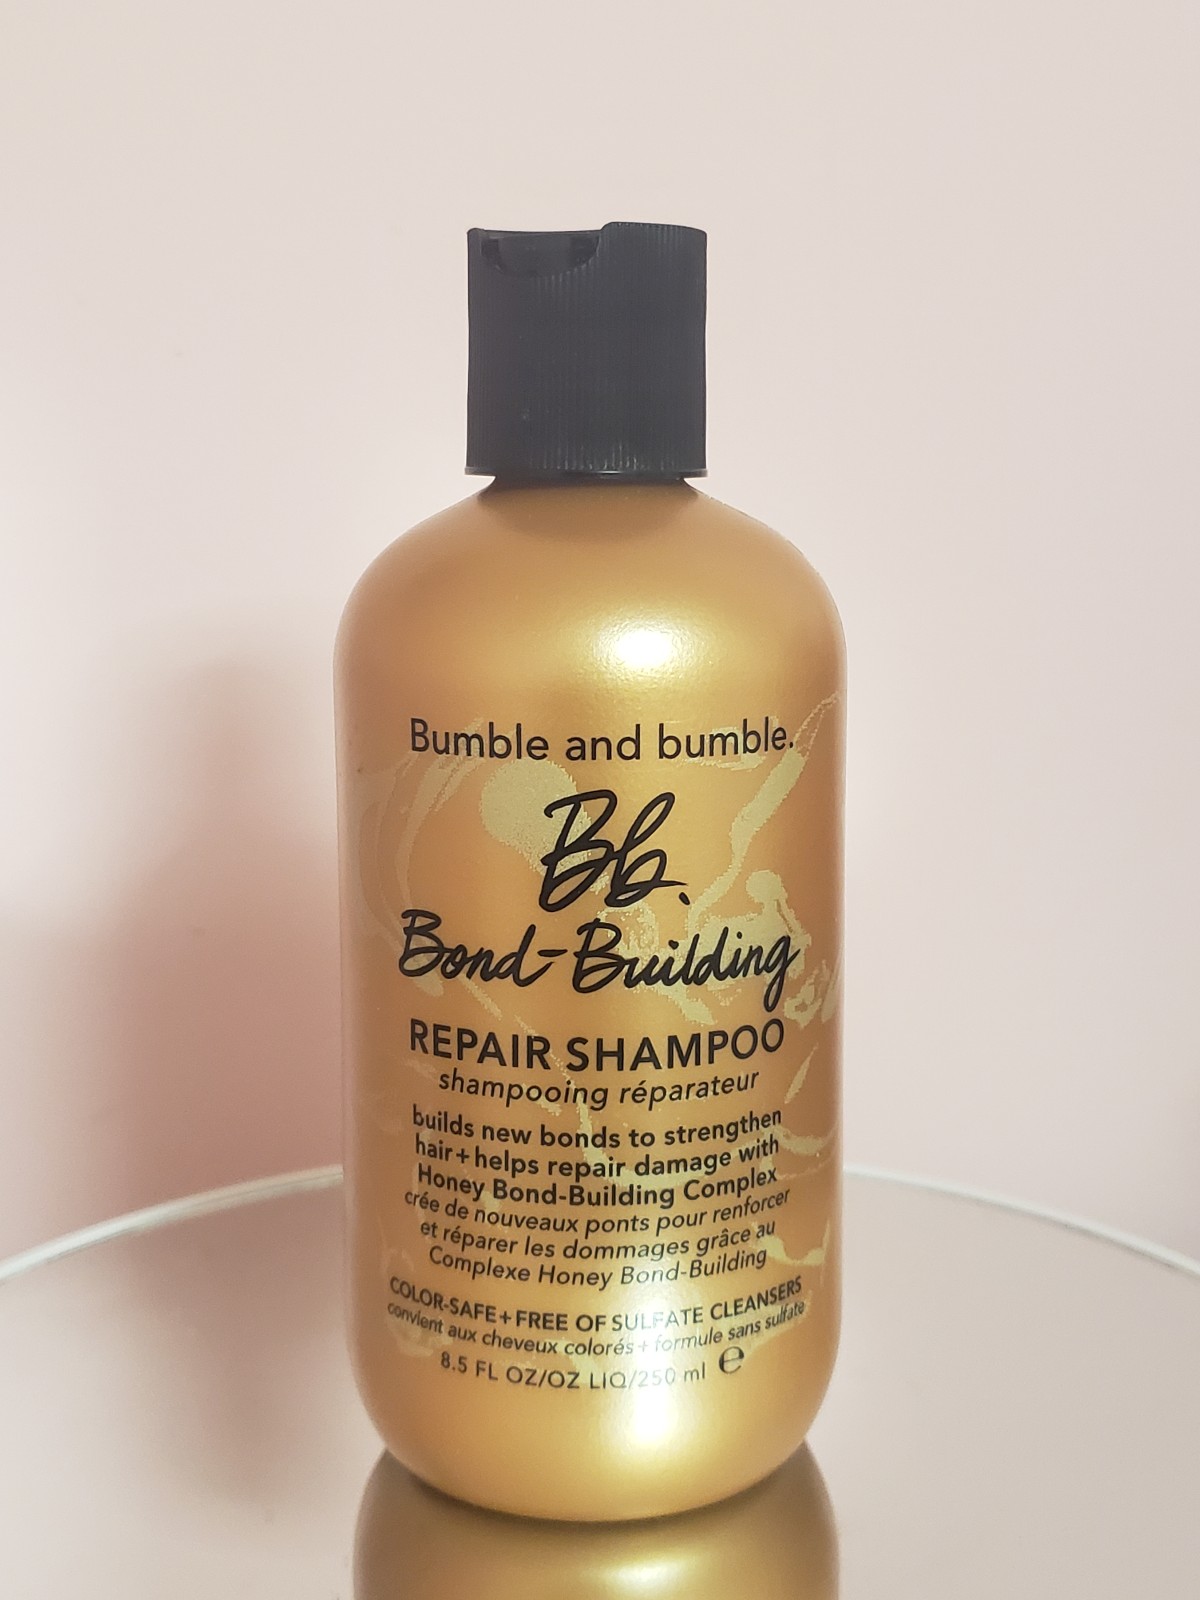 Bumble and bumble.
Bb.
Bond-Building
REPAIR SHAMPOO
shampooing réparateur
builds new bonds to strengthen
hair+helps repair damage with
Honey Bond-Building Complex
crée de nouveaux ponts pour renforcer
et réparer les dommages grâce au
Complexe Honey Bond-Building
COLOR-SAFE+FREE OF SULFATE CLEANSERS
convient aux cheveux colorés+formule sans sulfate
8.5 FL OZ/OZ LIQ/250 ml ℮